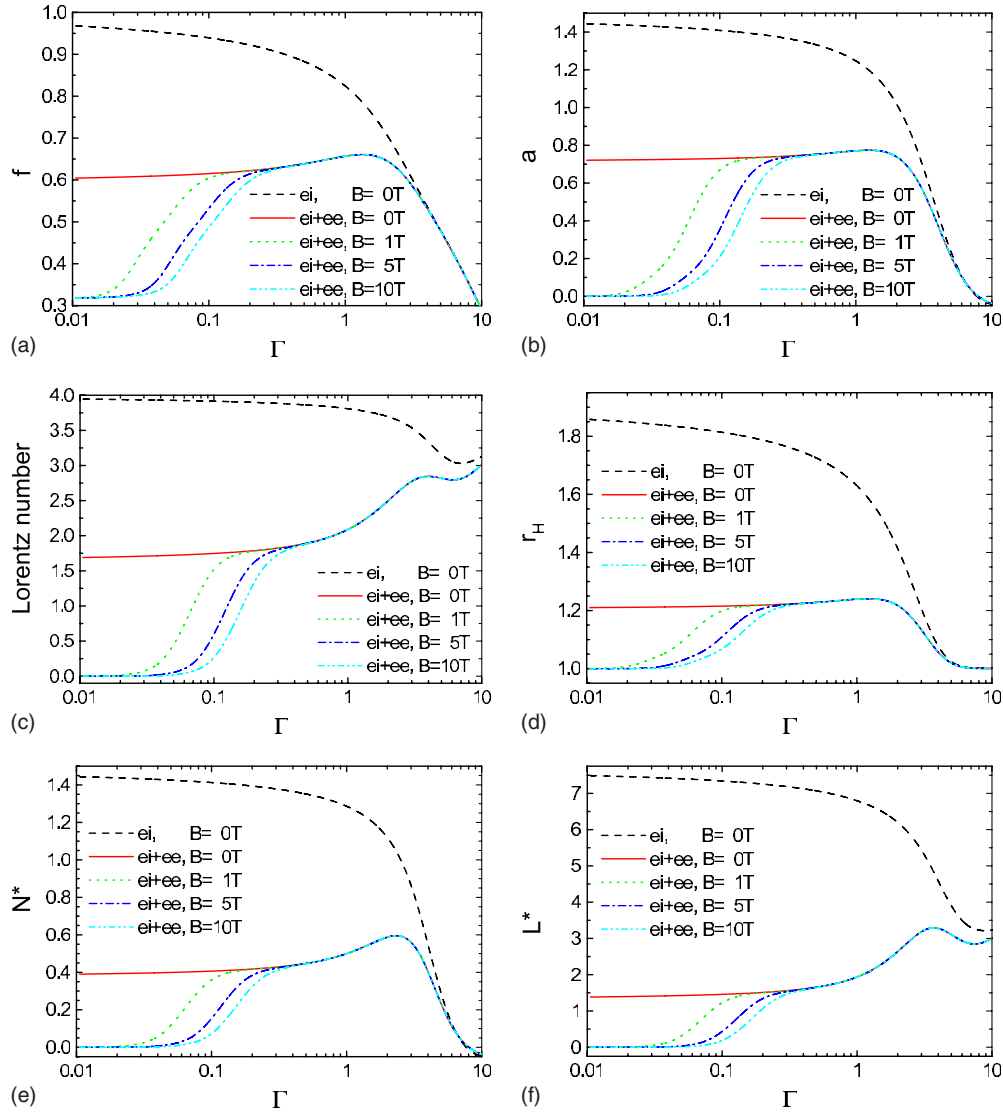 1.0
0.9
0.8
0.7
0.6
0.5
0.4
0.3
f
ei, B= 0T
ei+ee, B= 0T
ei+ee, B= 1T
ei+ee, B= 5T
ei+ee, B=10T
0.01 0.1 1 10
(a) Γ
1.4
1.2
1.0
0.8
0.6
0.4
0.2
0.0
a
ei, B= 0T
ei+ee, B= 0T
ei+ee, B= 1T
ei+ee, B= 5T
ei+ee, B=10T
0.01 0.1 1 10
(b) Γ
4.0
3.5
3.0
2.5
2.0
1.5
1.0
0.5
0.0
Lorentz number
ei, B= 0T
ei+ee, B= 0T
ei+ee, B= 1T
ei+ee, B= 5T
ei+ee, B=10T
0.01 0.1 1 10
(c) Γ
1.8
1.6
1.4
1.2
1.0
r_H
ei, B= 0T
ei+ee, B= 0T
ei+ee, B= 1T
ei+ee, B= 5T
ei+ee, B=10T
0.01 0.1 1 10
(d) Γ
1.4
1.2
1.0
0.8
0.6
0.4
0.2
0.0
N*
ei, B= 0T
ei+ee, B= 0T
ei+ee, B= 1T
ei+ee, B= 5T
ei+ee, B=10T
0.01 0.1 1 10
(e) Γ
7
6
5
4
3
2
1
0
L*
ei, B= 0T
ei+ee, B= 0T
ei+ee, B= 1T
ei+ee, B= 5T
ei+ee, B=10T
0.01 0.1 1 10
(f) Γ